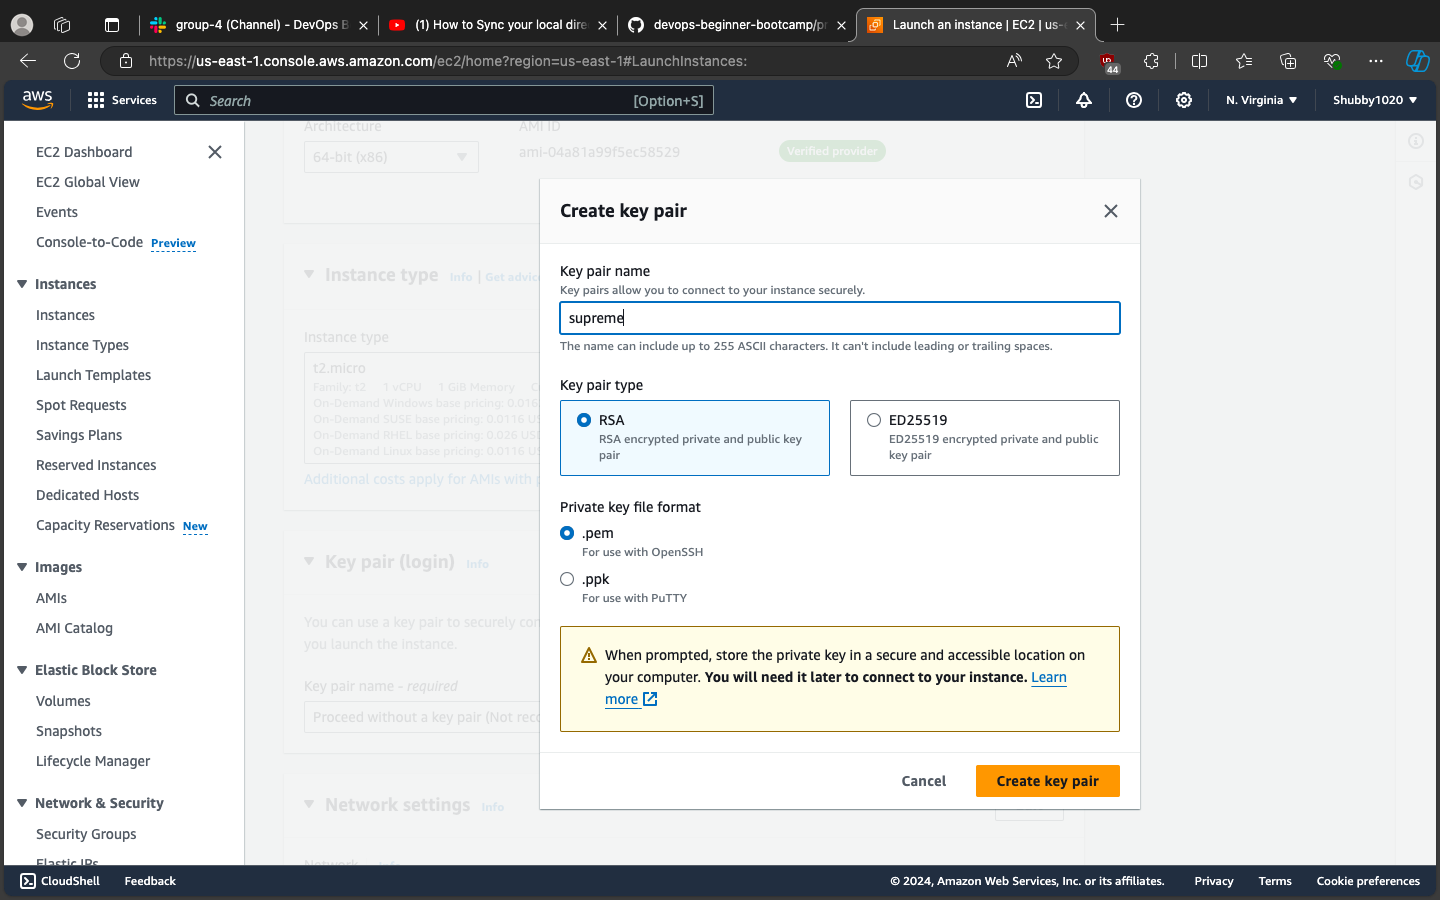 group-4 (Channel) - DevOps B
(1) How to Sync your local dire
devops-beginner-bootcamp/pr
Launch an instance | EC2 | us-e
https://us-east-1.console.aws.amazon.com/ec2/home?region=us-east-1#LaunchInstances:
44
aws
Services
Search
[Option+S]
N. Virginia
Shubby1020
EC2 Dashboard
EC2 Global View
Events
Console-to-Code Preview
Instances
Instances
Instance Types
Launch Templates
Spot Requests
Savings Plans
Reserved Instances
Dedicated Hosts
Capacity Reservations New
Images
AMIs
AMI Catalog
Elastic Block Store
Volumes
Snapshots
Lifecycle Manager
Network & Security
Security Groups
Elastic IPs
Architecture
AMI ID
64-bit (x86)
ami-04a81a99f5ec58529
Verified provider
Instance type Info | Get advice
Instance type
t2.micro
Family: t2 1 vCPU 1 GiB Memory
On-Demand Windows base pricing: 0.016
On-Demand SUSE base pricing: 0.0116 US
On-Demand RHEL base pricing: 0.026 USD
On-Demand Linux base pricing: 0.0116 US
Additional costs apply for AMIs with p
Key pair (login) Info
You can use a key pair to securely con
you launch the instance.
Key pair name - required
Proceed without a key pair (Not reco
Network settings Info
Network Info
Create key pair
Key pair name
Key pairs allow you to connect to your instance securely.
supreme
The name can include up to 255 ASCII characters. It can't include leading or trailing spaces.
Key pair type
RSA
RSA encrypted private and public key
pair
ED25519
ED25519 encrypted private and public
key pair
Private key file format
.pem
For use with OpenSSH
.ppk
For use with PuTTY
When prompted, store the private key in a secure and accessible location on
your computer. You will need it later to connect to your instance. Learn
more
Cancel
Create key pair
CloudShell
Feedback
© 2024, Amazon Web Services, Inc. or its affiliates.
Privacy
Terms
Cookie preferences